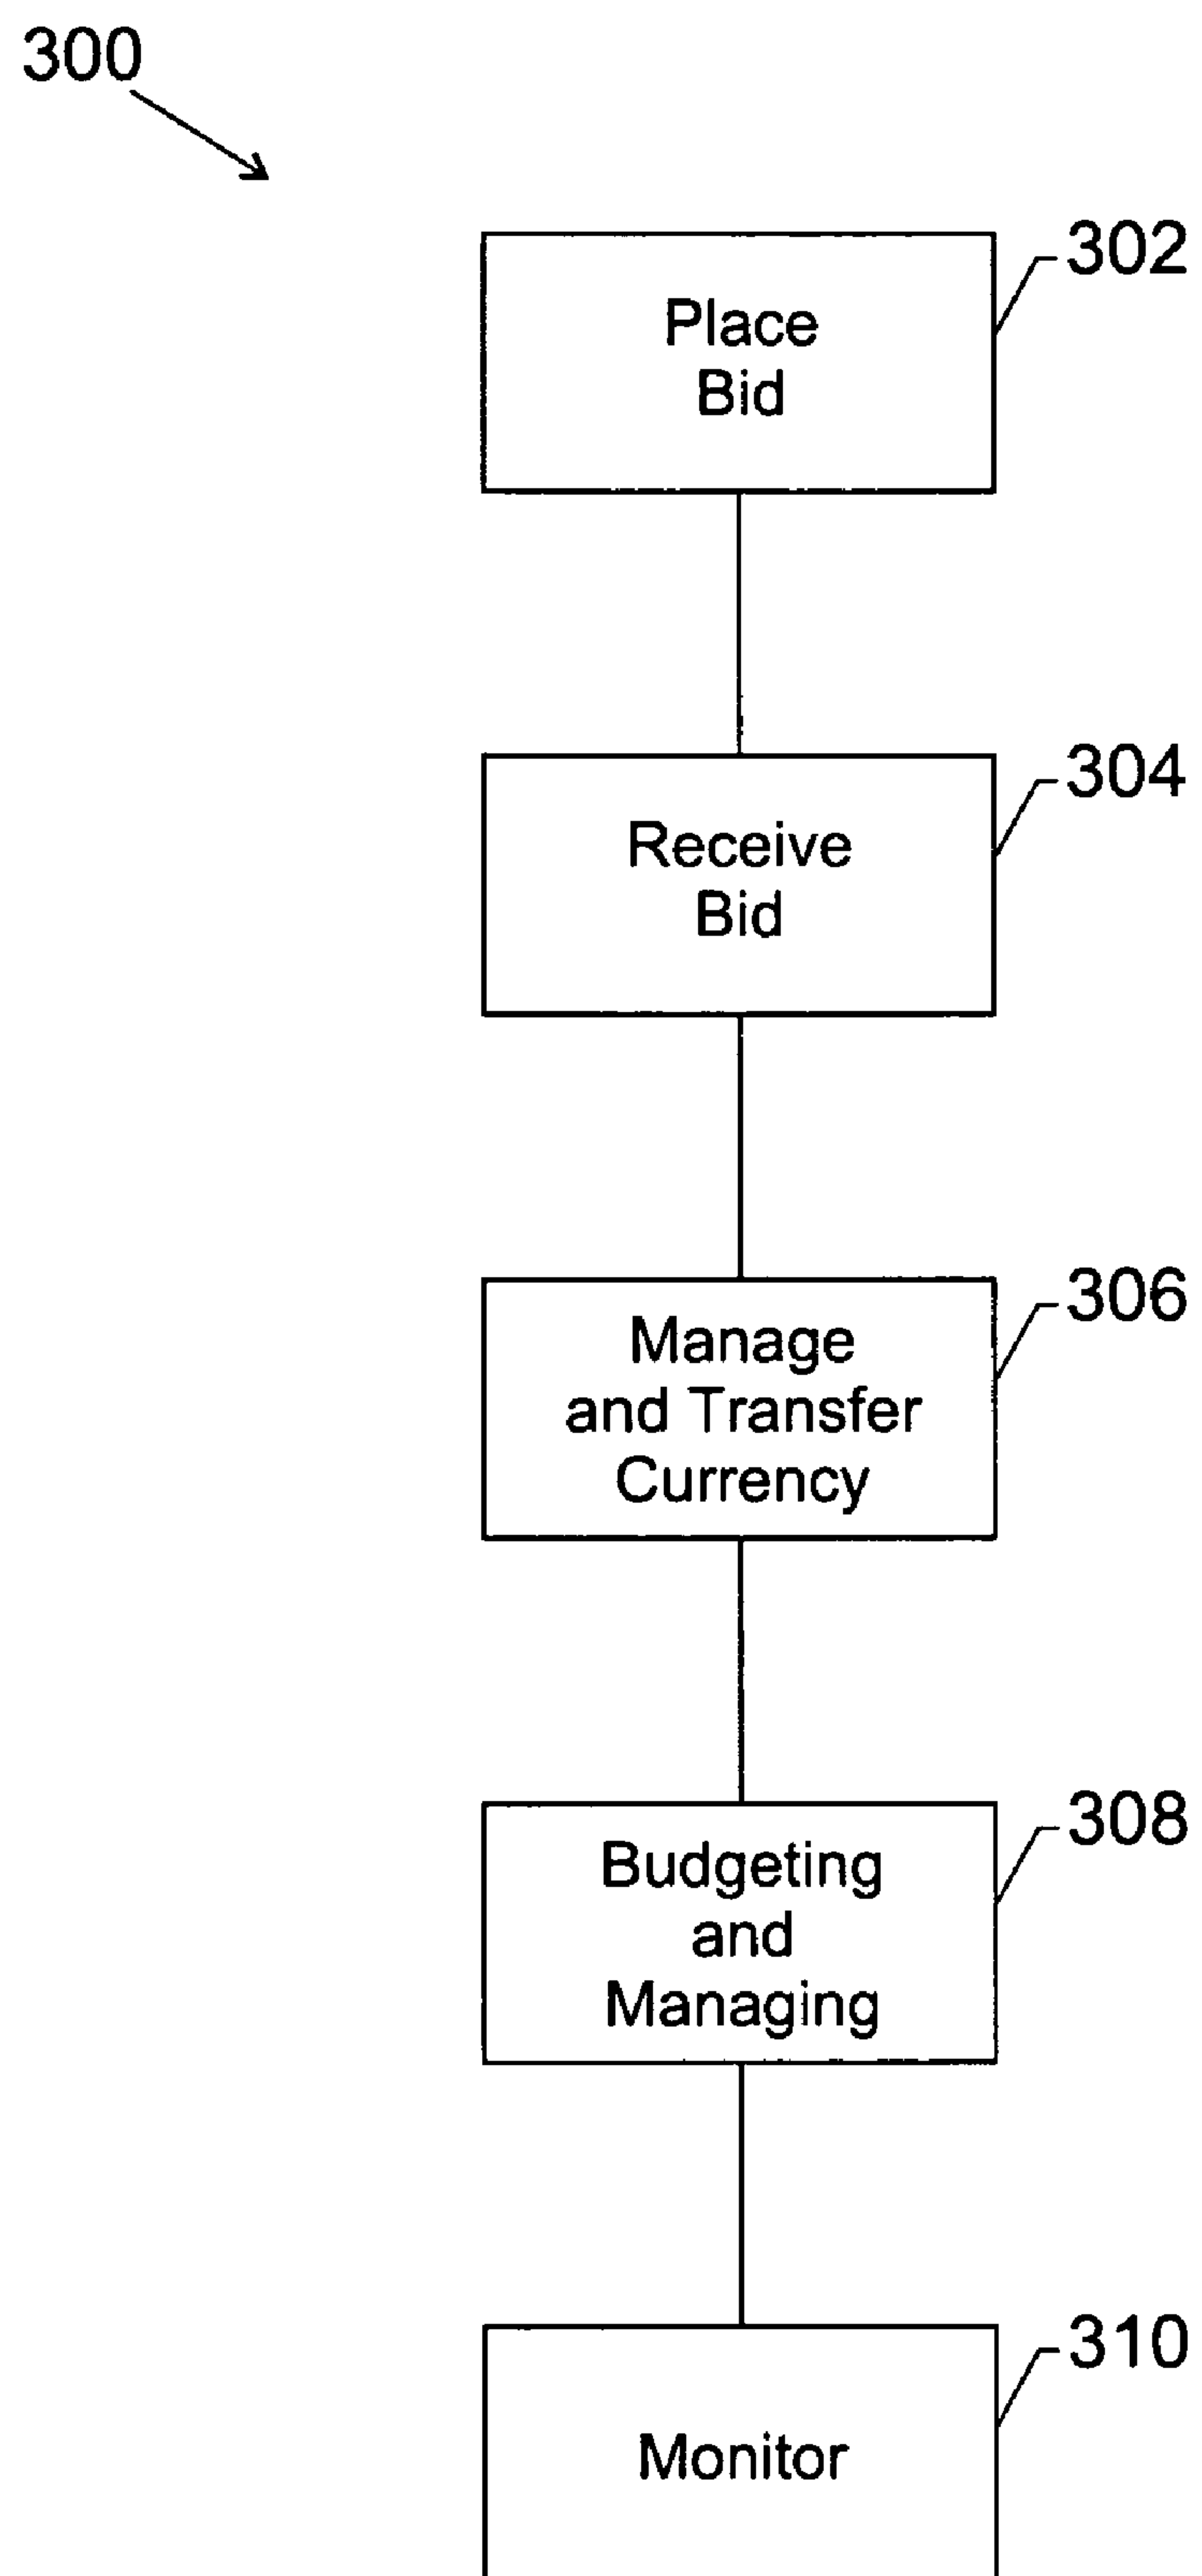 300
302
Place
Bid
304
Receive
Bid
306
Manage
and Transfer
Currency
308
Budgeting
and
Managing
310
Monitor